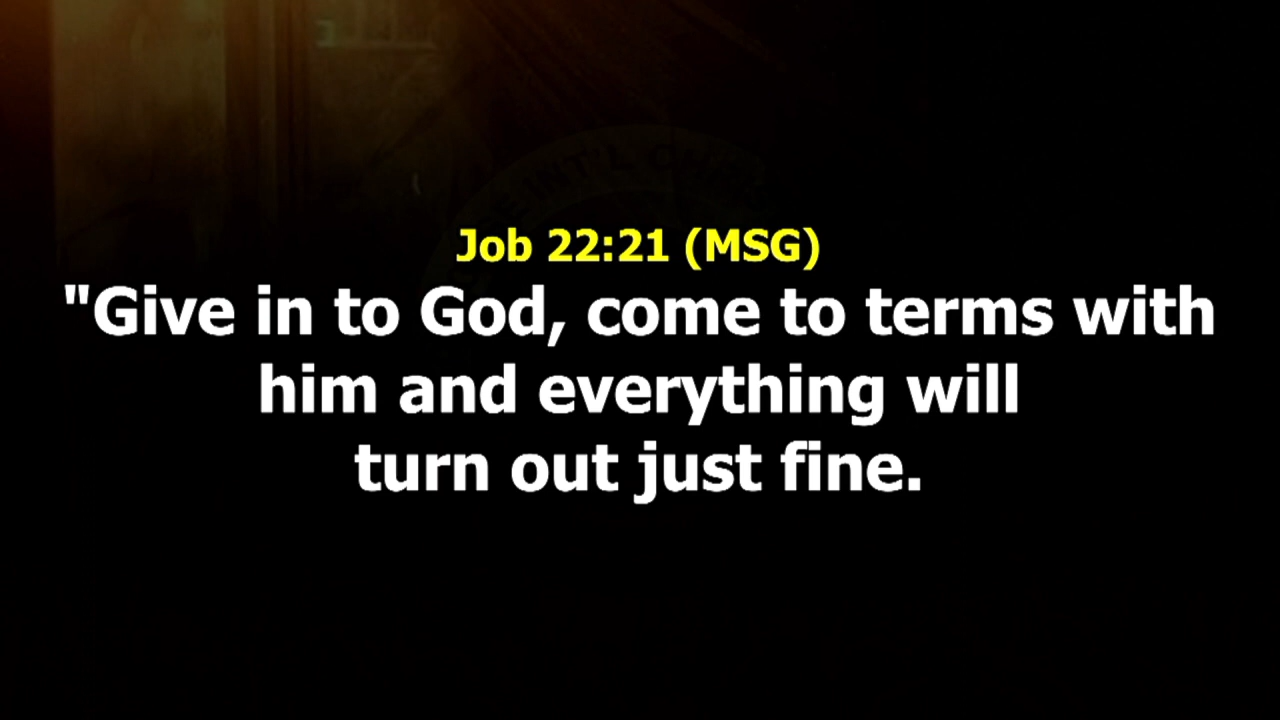 INT'L
Job 22:21 (MSG)
"Give in to God, come to terms with
him and everything will
turn out just fine.